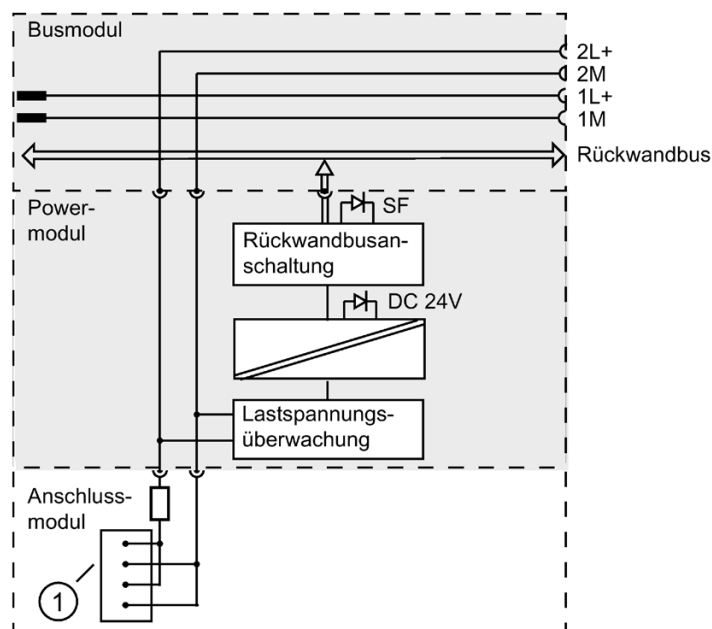 Busmodul
2L+
2M
1L+
1M
Rückwandbus
Power-
modul
SF
Rückwandbusan-
schaltung
DC 24V
Lastspannungs-
überwachung
Anschluss-
modul
1